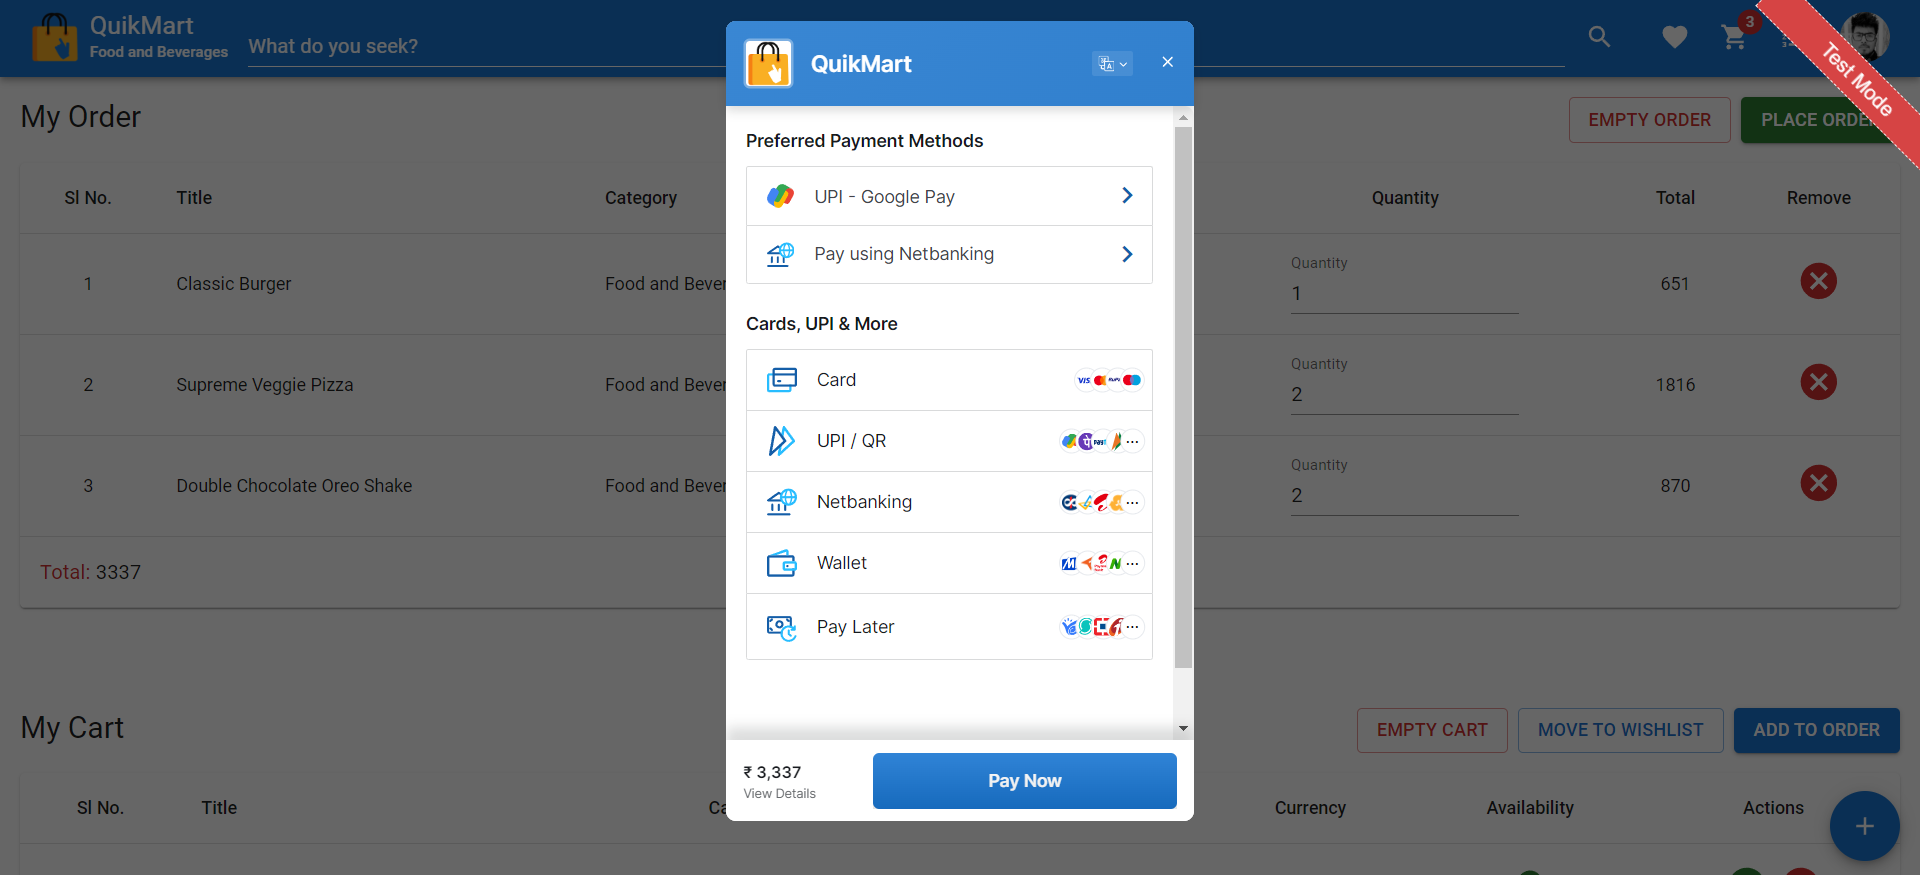 QuikMart
Food and Beverages
What do you seek?
3
Test Mode
My Order
EMPTY ORDER
PLACE ORDE
Sl No.
Title
Category
Quantity
Total
Remove
1
Classic Burger
Food and Bever
Quantity
1
651
2
Supreme Veggie Pizza
Food and Bever
Quantity
2
1816
3
Double Chocolate Oreo Shake
Food and Bever
Quantity
2
870
Total: 3337
QuikMart
Preferred Payment Methods
UPI - Google Pay
Pay using Netbanking
Cards, UPI & More
Card
VISA
RuPay
UPI / QR
Paytm
Netbanking
Wallet
Pay Later
₹ 3,337
View Details
Pay Now
My Cart
EMPTY CART
MOVE TO WISHLIST
ADD TO ORDER
Sl No.
Title
Ca
Currency
Availability
Actions
+